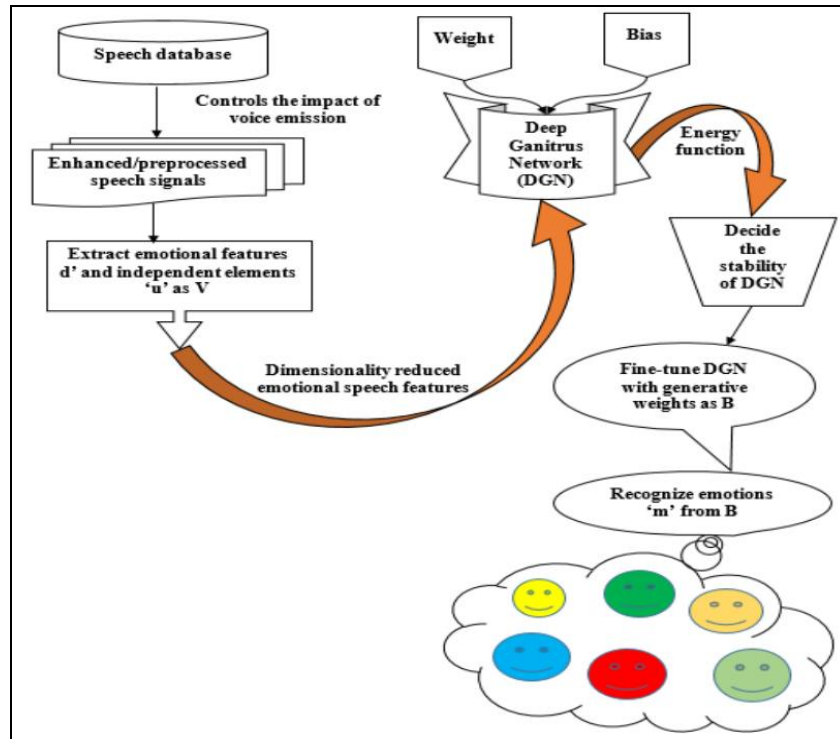 Speech database
Controls the impact of
voice emission
Enhanced/preprocessed
speech signals
Extract emotional features
d’ and independent elements
‘u’ as V
Dimensionality reduced
emotional speech features
Weight
Bias
Deep
Ganitrus
Network
(DGN)
Energy
function
Decide
the
stability
of DGN
Fine-tune DGN
with generative
weights as B
Recognize emotions
‘m’ from B